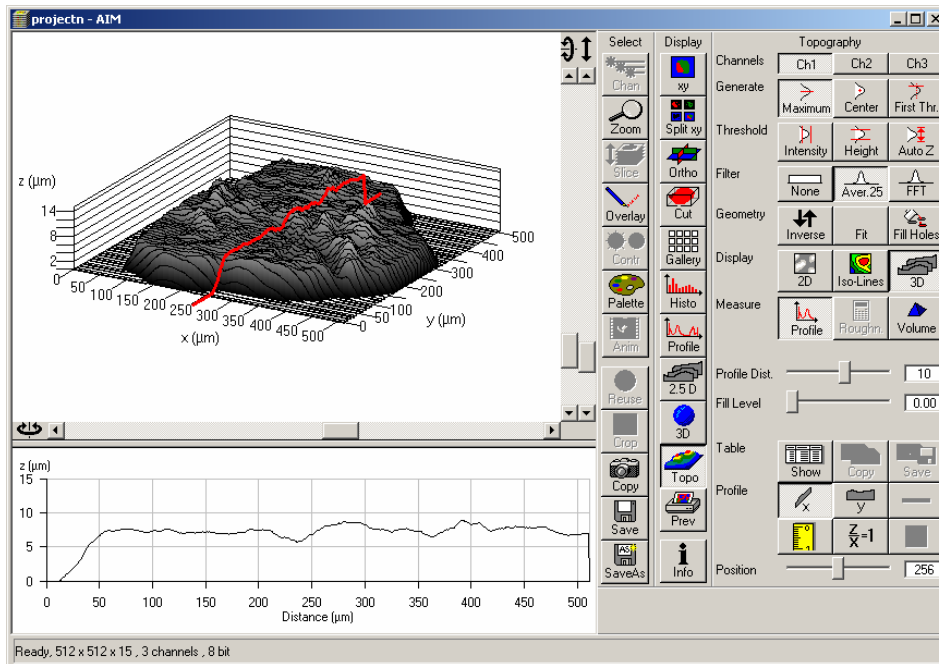 projectn - AIM
z (µm)
14
8
2
0
50
100
150
200
250
300
350
400
450
500
x (µm)
0
50
100
200
300
400
500
y (µm)
z (µm)
15
10
5
0
0 50 100 150 200 250 300 350 400 450 500
Distance (µm)
Select
Chan
Zoom
Slice
Overlay
Contr
Palette
Anim
Reuse
Crop
Copy
Save
AS
SaveAs
Display
xy
Split xy
Ortho
Cut
Gallery
Histo
Profile
2.5 D
3D
Topo
Prev
Info
Topography
Channels Ch1 Ch2 Ch3
Generate Maximum Center First Thr.
Threshold Intensity Height Auto Z
Filter None Aver.25 FFT
Geometry Inverse Fit Fill Holes
Display 2D Iso-Lines 3D
Measure Profile Roughn. Volume
Profile Dist. 10
Fill Level 0.00
Table Show Copy Save
Profile x y
Z/X =1
Position 256
Ready, 512 x 512 x 15 , 3 channels , 8 bit